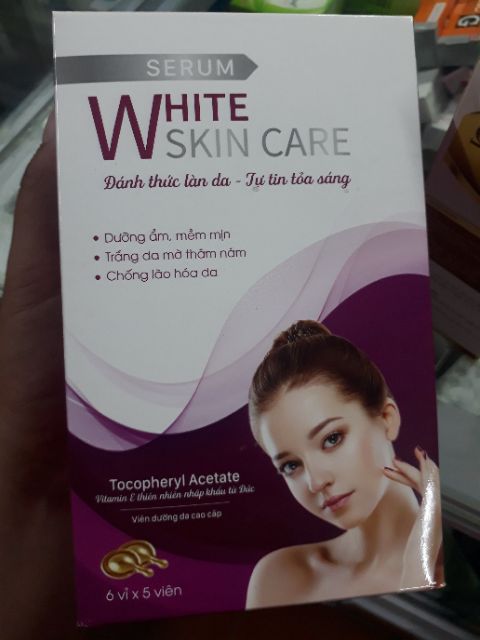 SERUM
WHITE
SKIN CARE
Đánh thức làn da - Tự tin tỏa sáng
• Dưỡng ẩm, mềm mịn
• Trắng da mờ thâm nám
• Chống lão hóa da
Tocopheryl Acetate
Vitamin E thiên nhiên nhập khẩu từ Đức
Viên dưỡng da cao cấp
6 vỉ x 5 viên